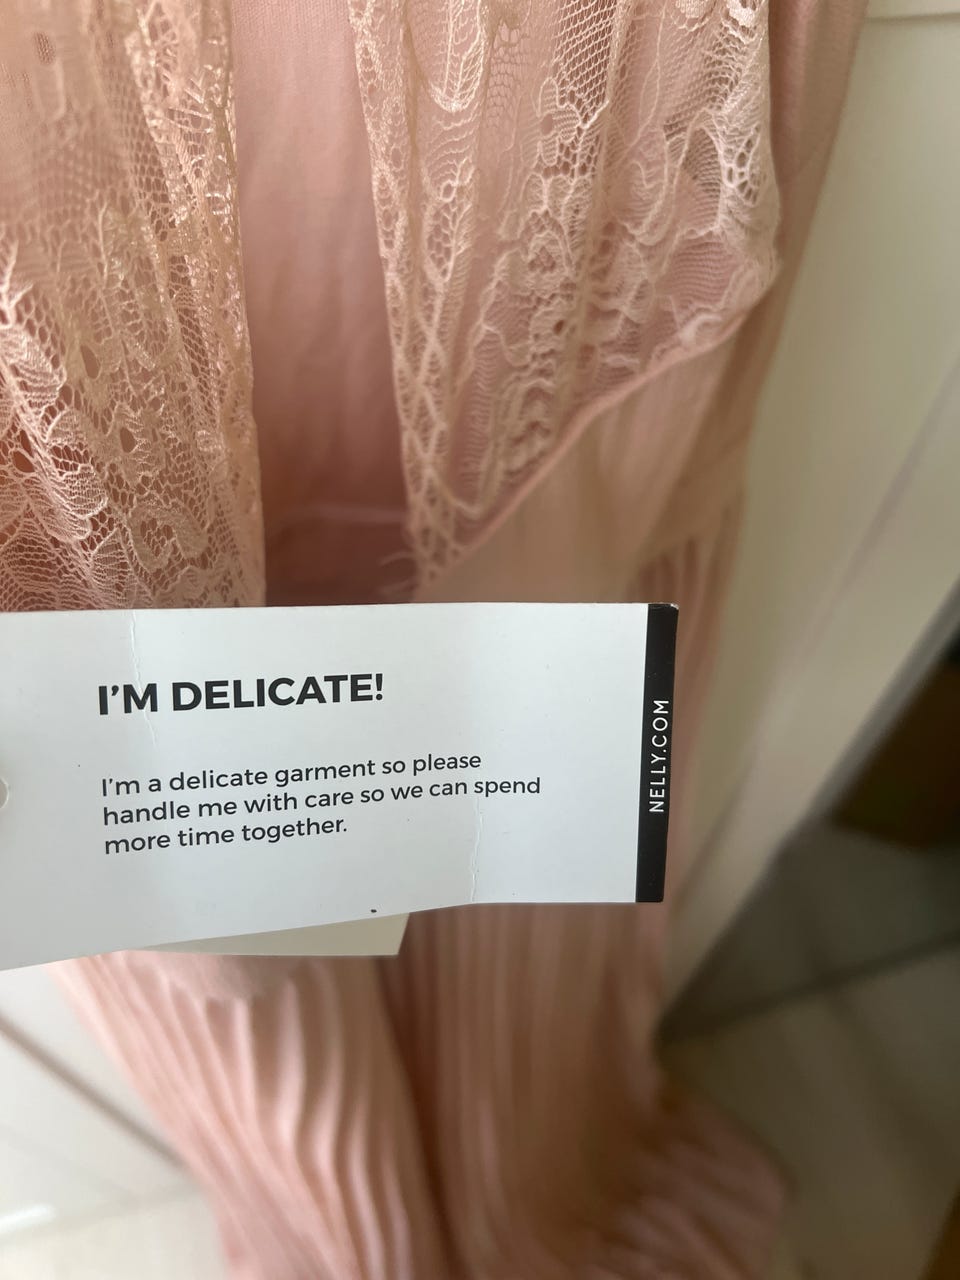 I'M DELICATE!
I'm a delicate garment so please
handle me with care so we can spend
more time together.
NELLY.COM